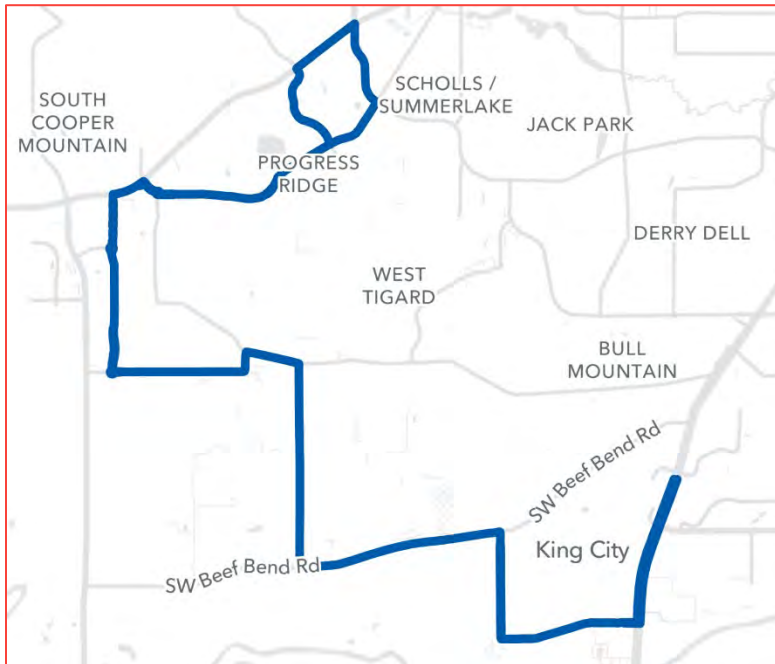 SCHOLLS /
SUMMERLAKE
SOUTH
COOPER
MOUNTAIN
JACK PARK
PROGRESS
RIDGE
DERRY DELL
WEST
TIGARD
BULL
MOUNTAIN
SW Beef Bend Rd
King City
SW Beef Bend Rd